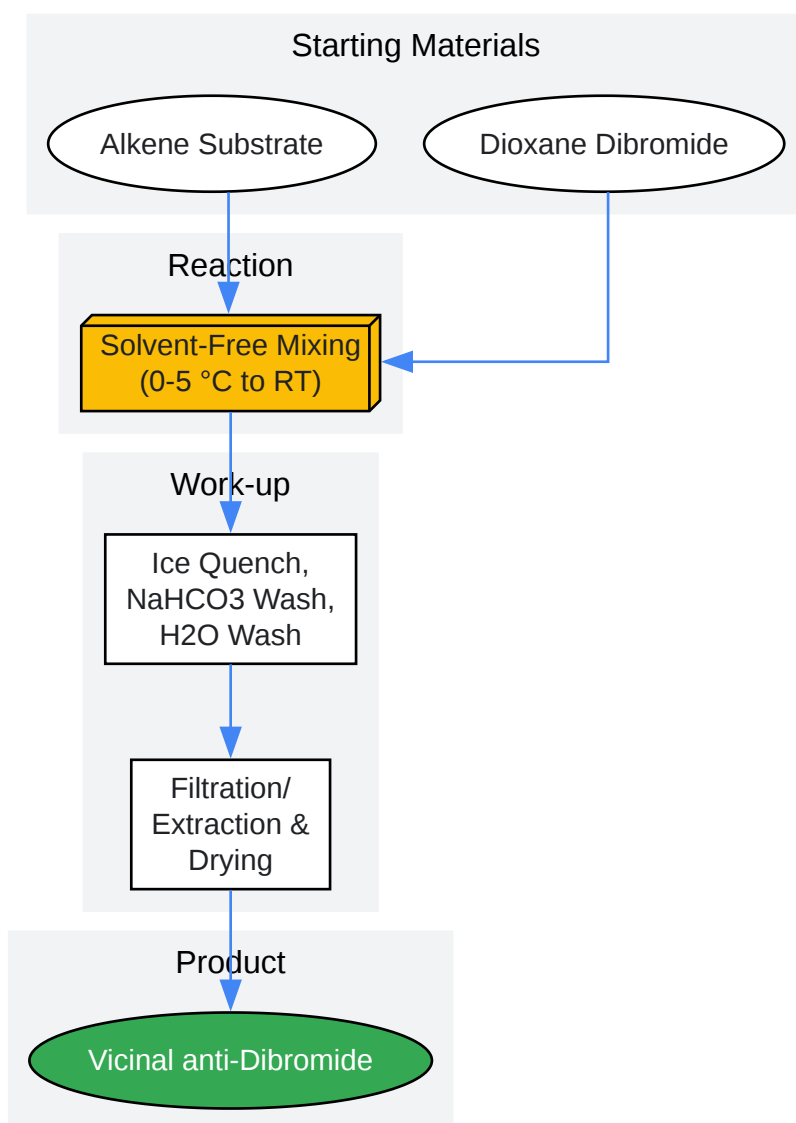 Starting Materials
Alkene Substrate
Dioxane Dibromide
Reaction
Solvent-Free Mixing
(0-5 °C to RT)
Work-up
Ice Quench,
NaHCO3 Wash,
H2O Wash
Filtration/
Extraction &
Drying
Product
Vicinal anti-Dibromide